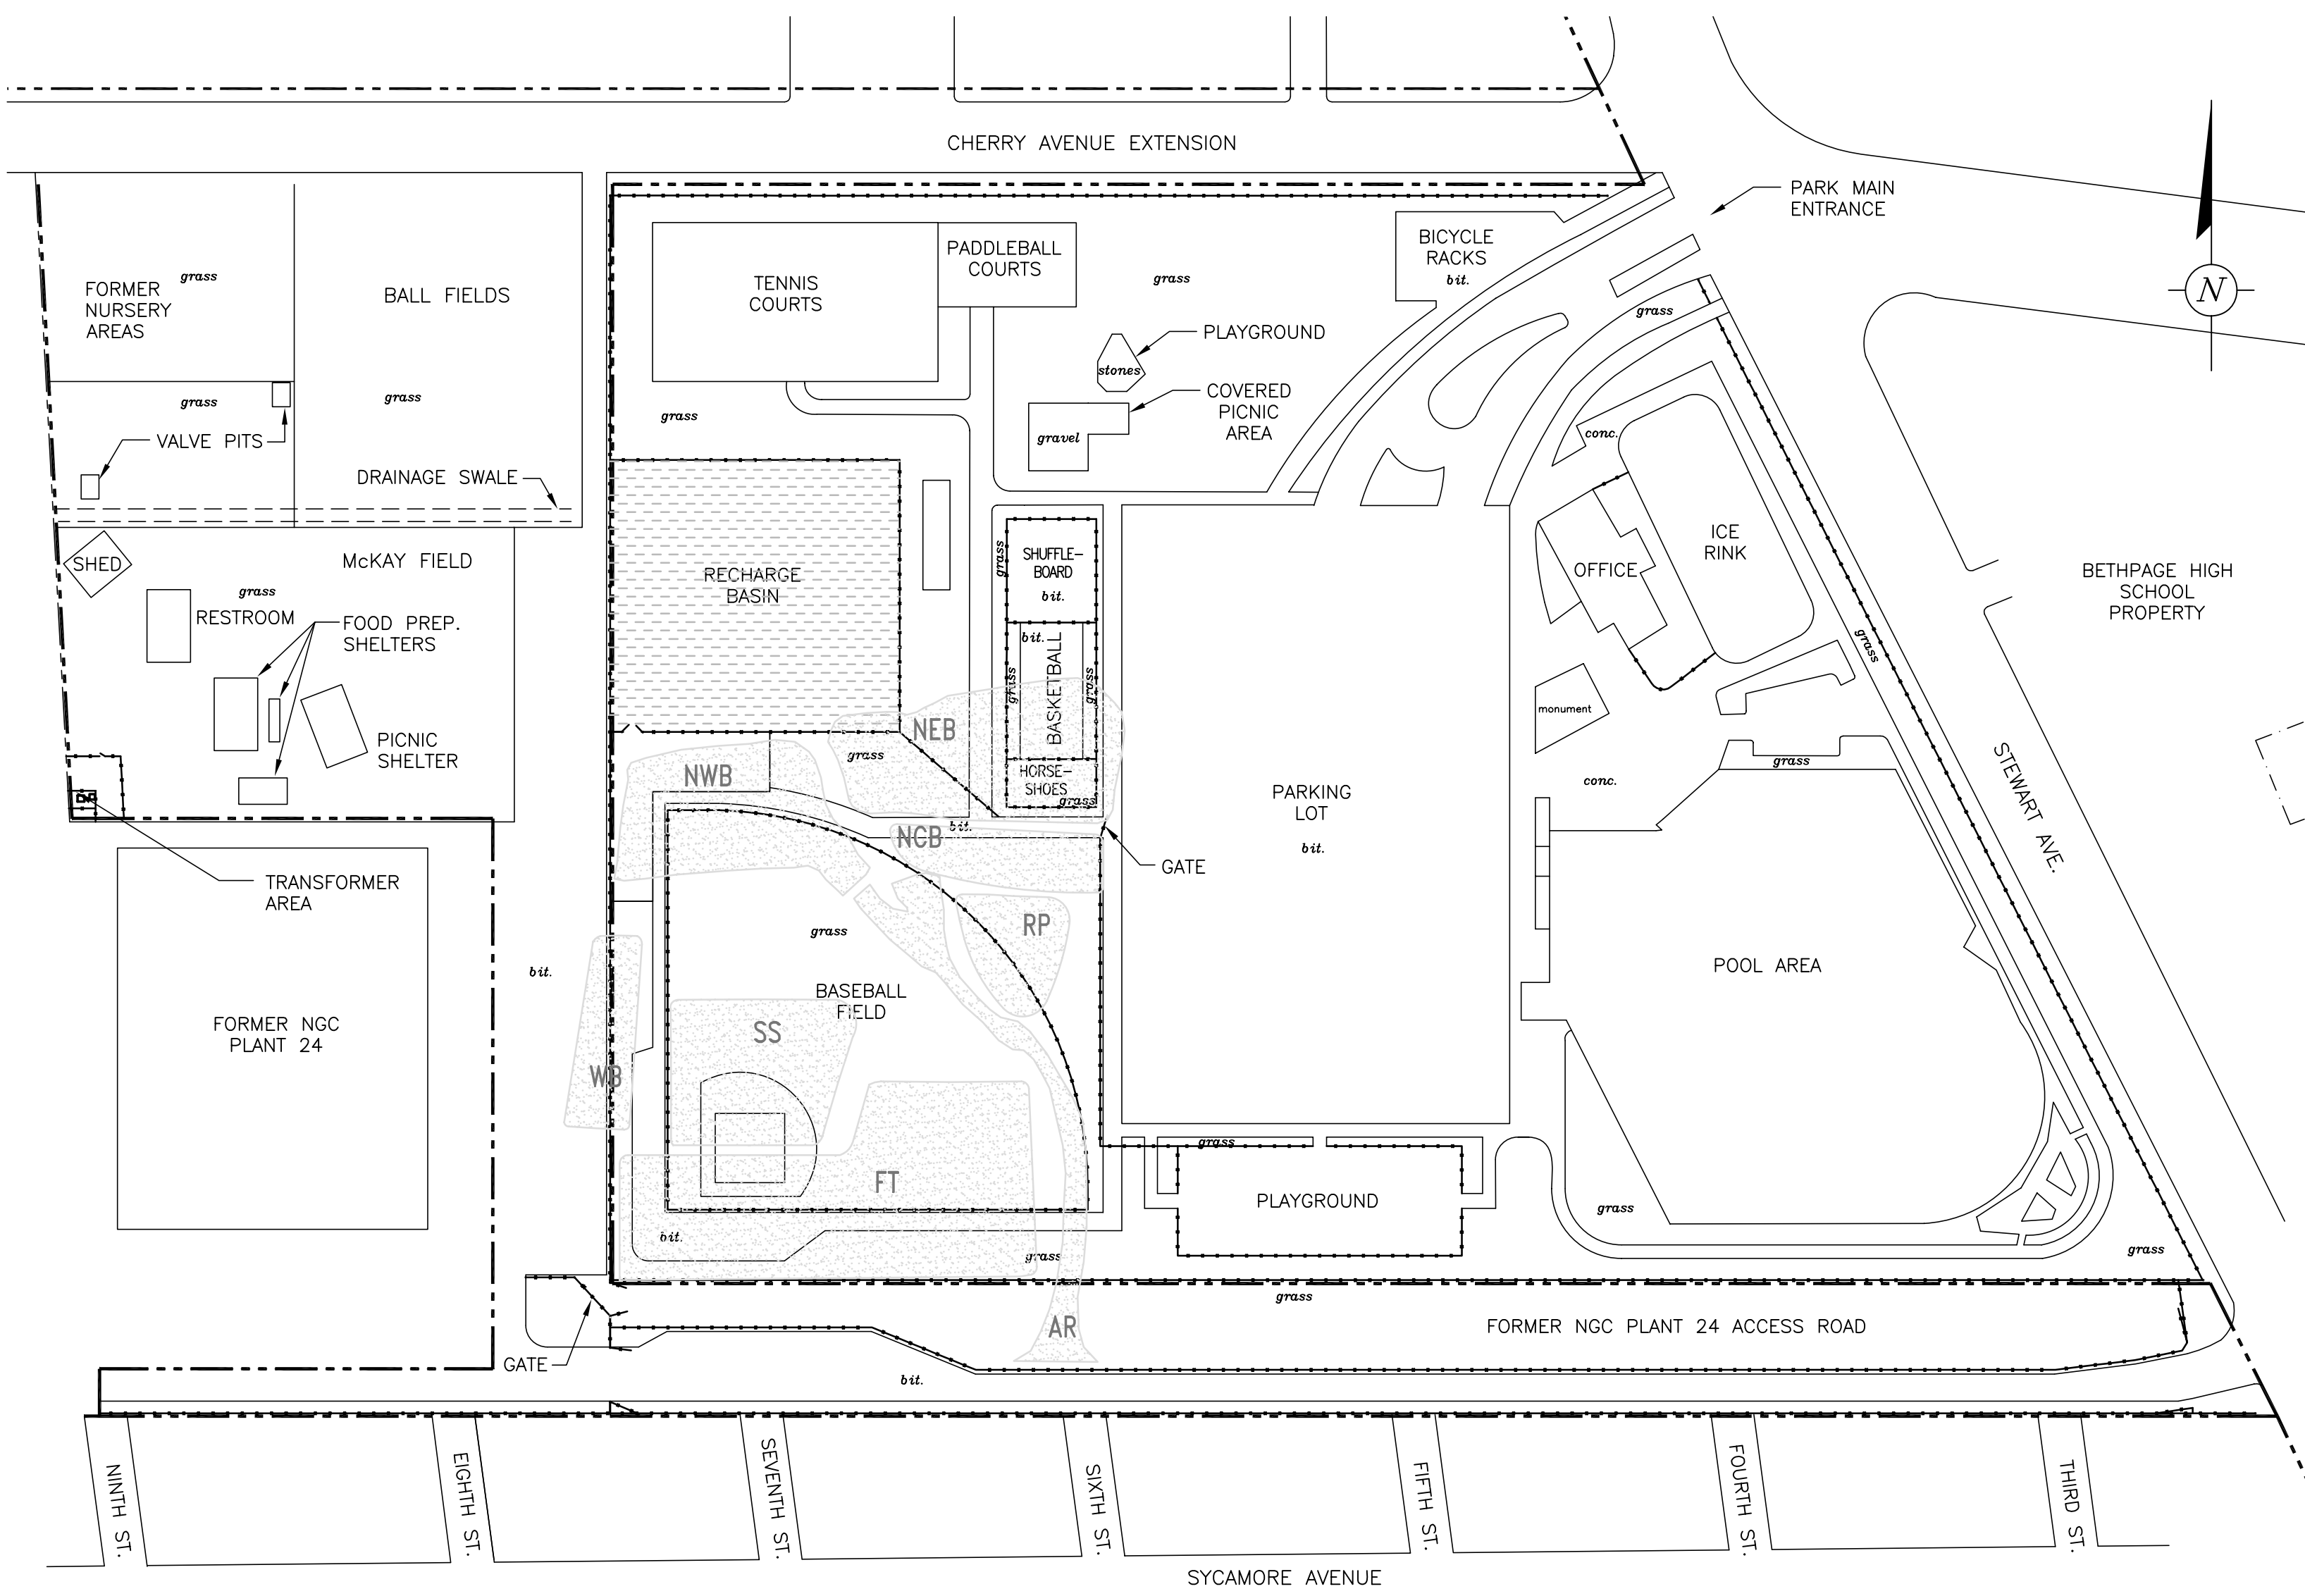 CHERRY AVENUE EXTENSION
PARK MAIN
ENTRANCE
N
FORMER
NURSERY
AREAS
grass
BALL FIELDS
grass
grass
VALVE PITS
DRAINAGE SWALE
TENNIS
COURTS
PADDLEBALL
COURTS
grass
BICYCLE
RACKS
bit.
grass
PLAYGROUND
stones
COVERED
PICNIC
AREA
gravel
grass
conc.
SHED
McKAY FIELD
grass
RESTROOM
FOOD PREP.
SHELTERS
PICNIC
SHELTER
RECHARGE
BASIN
grass
SHUFFLE-
BOARD
bit.
bit.
BASKETBALL
grass
grass
HORSE-
SHOES
grass
OFFICE
ICE
RINK
grass
BETHPAGE HIGH
SCHOOL
PROPERTY
monument
STEWART AVE.
NEB
grass
NWB
NCB
bit.
GATE
PARKING
LOT
bit.
conc.
grass
POOL AREA
TRANSFORMER
AREA
FORMER NGC
PLANT 24
bit.
grass
RP
BASEBALL
FIELD
SS
WB
FT
bit.
grass
grass
PLAYGROUND
grass
grass
GATE
AR
grass
FORMER NGC PLANT 24 ACCESS ROAD
bit.
NINTH ST.
EIGHTH ST.
SEVENTH ST.
SIXTH ST.
FIFTH ST.
FOURTH ST.
THIRD ST.
SYCAMORE AVENUE